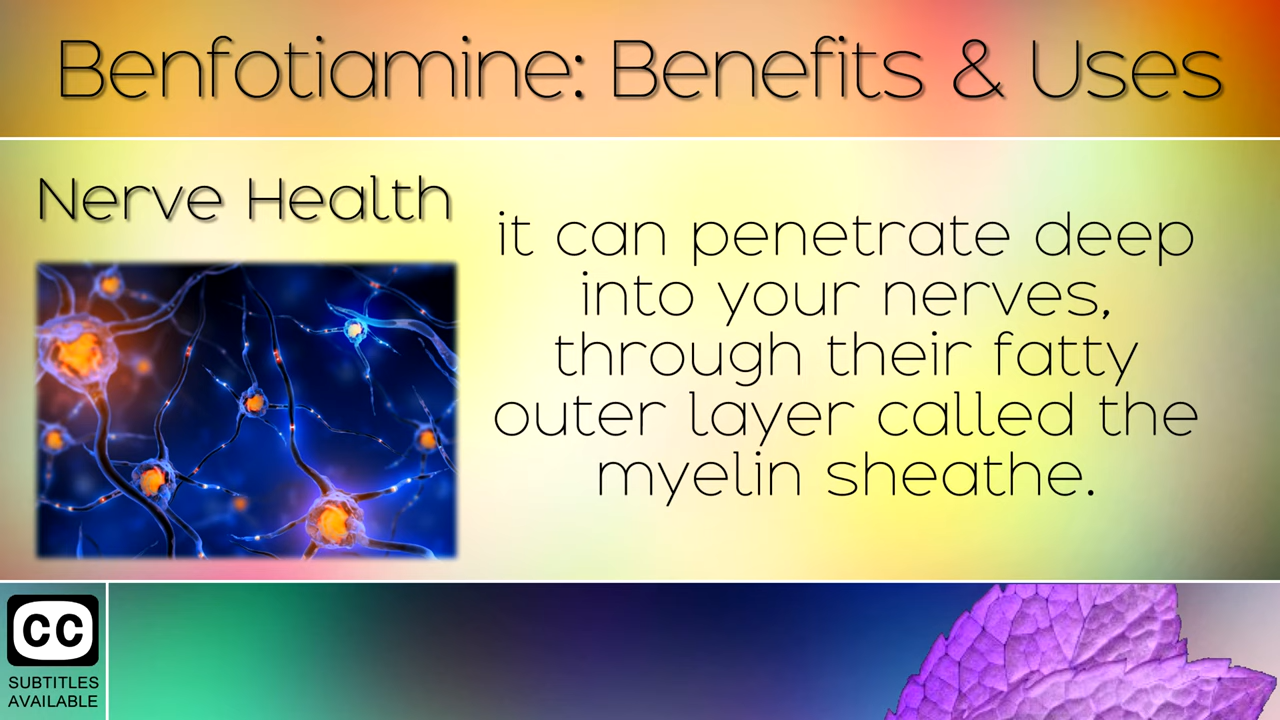 Benfotiamine: Benefits & Uses
Nerve Health
it can penetrate deep
into your nerves,
through their fatty
outer layer called the
myelin sheathe.
CC
SUBTITLES
AVAILABLE